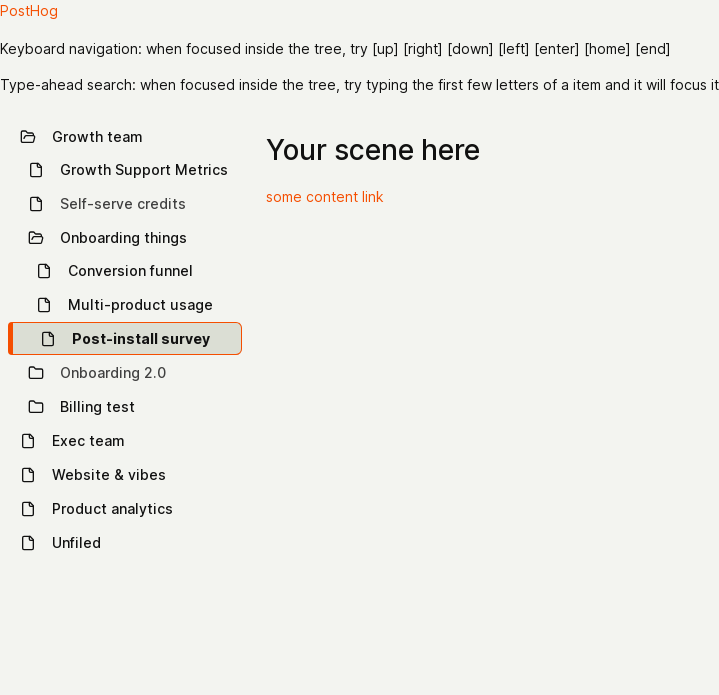 PostHog
Keyboard navigation: when focused inside the tree, try [up] [right] [down] [left] [enter] [home] [end]
Type-ahead search: when focused inside the tree, try typing the first few letters of a item and it will focus it
Growth team
Growth Support Metrics
Self-serve credits
Onboarding things
Conversion funnel
Multi-product usage
Post-install survey
Onboarding 2.0
Billing test
Exec team
Website & vibes
Product analytics
Unfiled
Your scene here
some content link